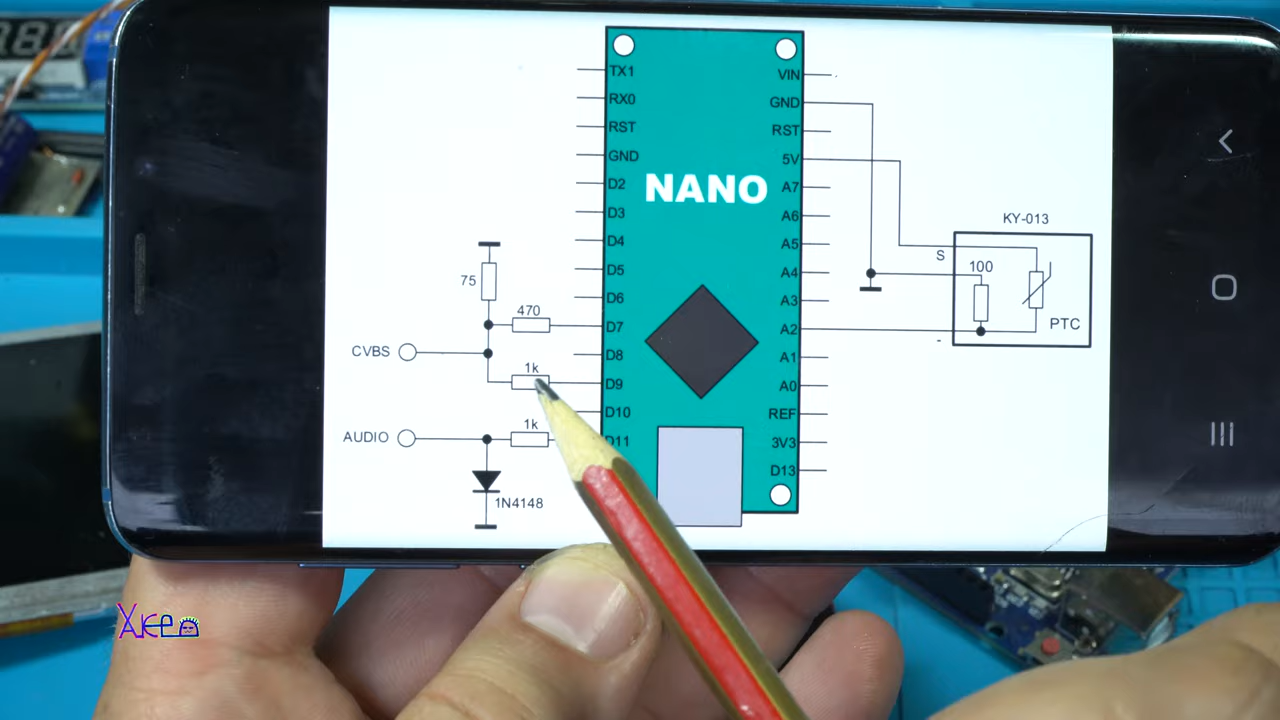 TX1
RX0
RST
GND
D2
D3
D4
D5
D6
D7
D8
D9
D10
D11
NANO
VIN
GND
RST
5V
A7
A6
A5
A4
A3
A2
A1
A0
REF
3V3
D13
75
470
CVBS
1k
AUDIO
1k
1N4148
KY-013
S
100
PTC
-